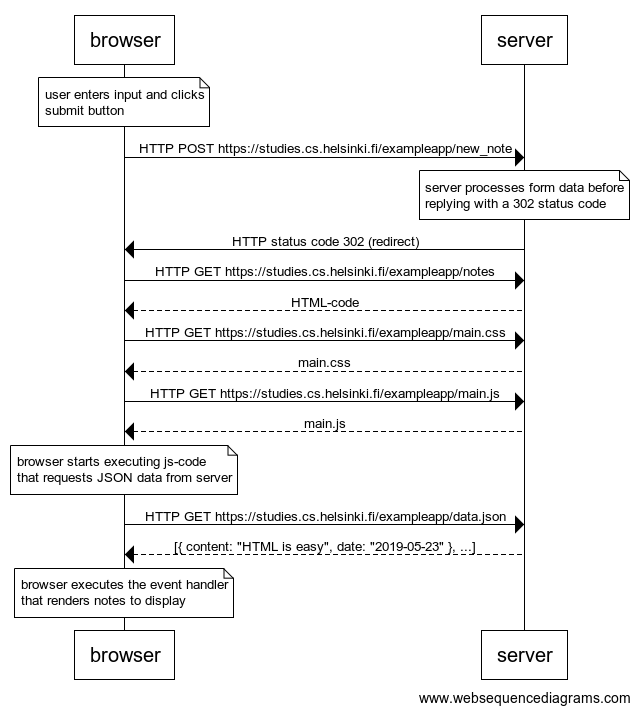 browser
server
user enters input and clicks
submit button
HTTP POST https://studies.cs.helsinki.fi/exampleapp/new_note
server processes form data before
replying with a 302 status code
HTTP status code 302 (redirect)
HTTP GET https://studies.cs.helsinki.fi/exampleapp/notes
HTML-code
HTTP GET https://studies.cs.helsinki.fi/exampleapp/main.css
main.css
HTTP GET https://studies.cs.helsinki.fi/exampleapp/main.js
main.js
browser starts executing js-code
that requests JSON data from server
HTTP GET https://studies.cs.helsinki.fi/exampleapp/data.json
[{ content: "HTML is easy", date: "2019-05-23" }, ...]
browser executes the event handler
that renders notes to display
browser
server
www.websequencediagrams.com